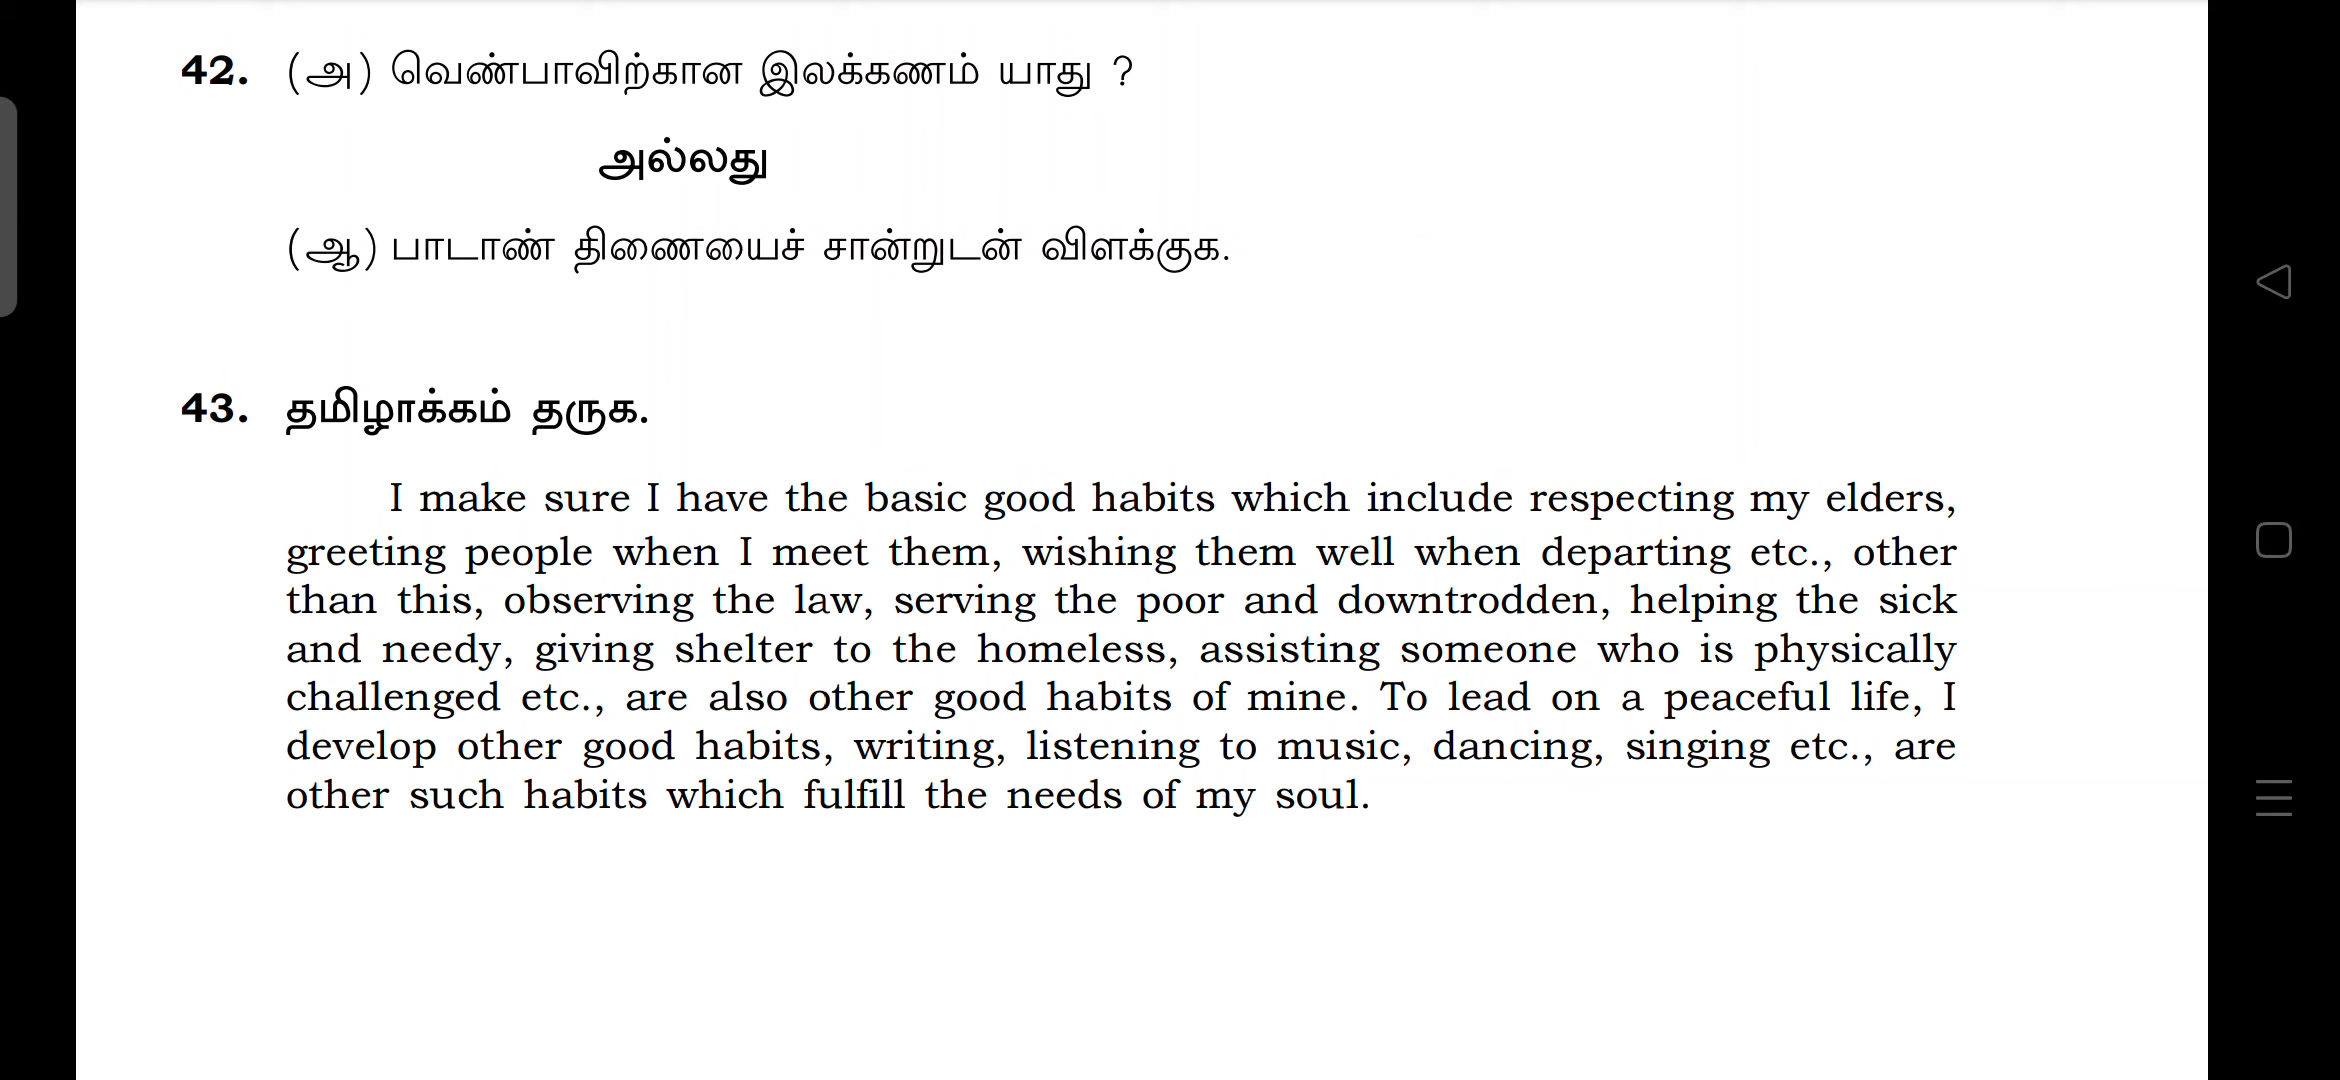 42. (அ) வெண்பாவிற்கான இலக்கணம் யாது ?
அல்லது
(ஆ) பாடாண் திணையைச் சான்றுடன் விளக்குக.
43. தமிழாக்கம் தருக.
I make sure I have the basic good habits which include respecting my elders,
greeting people when I meet them, wishing them well when departing etc., other
than this, observing the law, serving the poor and downtrodden, helping the sick
and needy, giving shelter to the homeless, assisting someone who is physically
challenged etc., are also other good habits of mine. To lead on a peaceful life, I
develop other good habits, writing, listening to music, dancing, singing etc., are
other such habits which fulfill the needs of my soul.